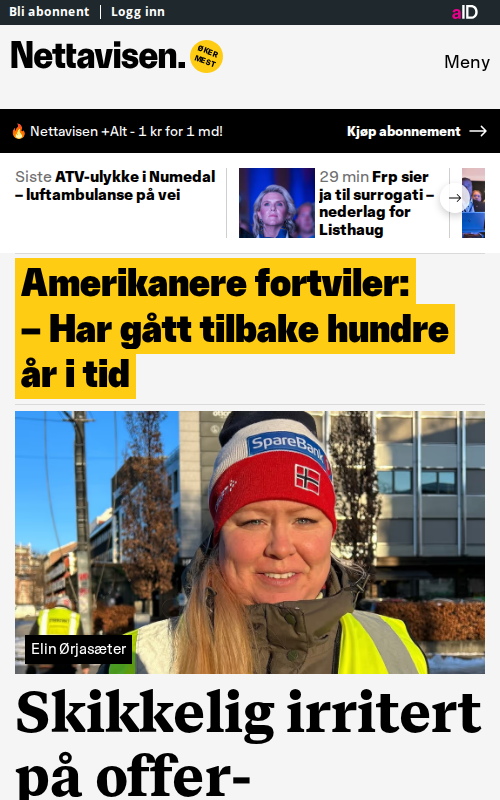 Bli abonnent | Logg inn
aID
Nettavisen.
ØKER
MEST
Meny
🔥 Nettavisen +Alt - 1 kr for 1 md!
Kjøp abonnement →
Siste ATV-ulykke i Numedal
– luftambulanse på vei
29 min Frp sier
ja til surrogati –
nederlag for
Listhaug
Amerikanere fortviler:
– Har gått tilbake hundre
år i tid
SpareBank
Elin Ørjasæter
Skikkelig irritert
på offer-